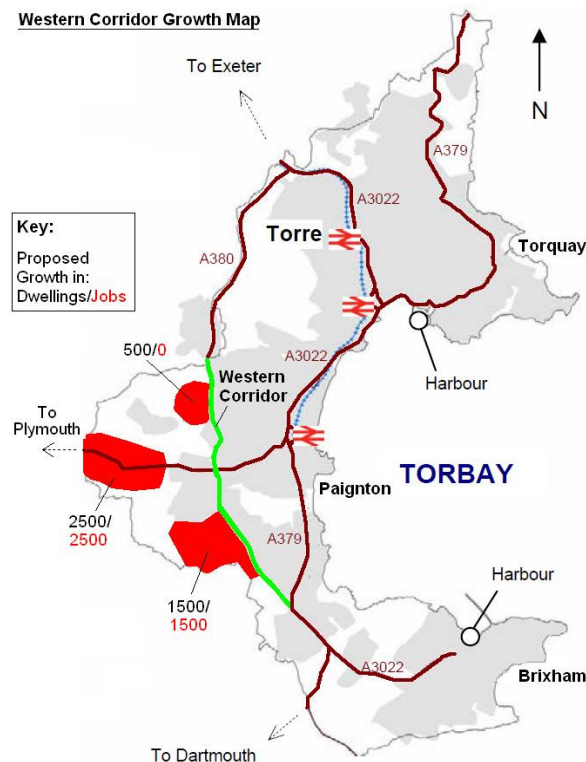 Western Corridor Growth Map
To Exeter
N
A379
A3022
Key:
Proposed
Growth in:
Dwellings/Jobs
Torre
Torquay
A380
500/0
Western
Corridor
A3022
Harbour
To
Plymouth
TORBAY
Paignton
2500/
2500
A379
Harbour
1500/
1500
A3022
Brixham
To Dartmouth